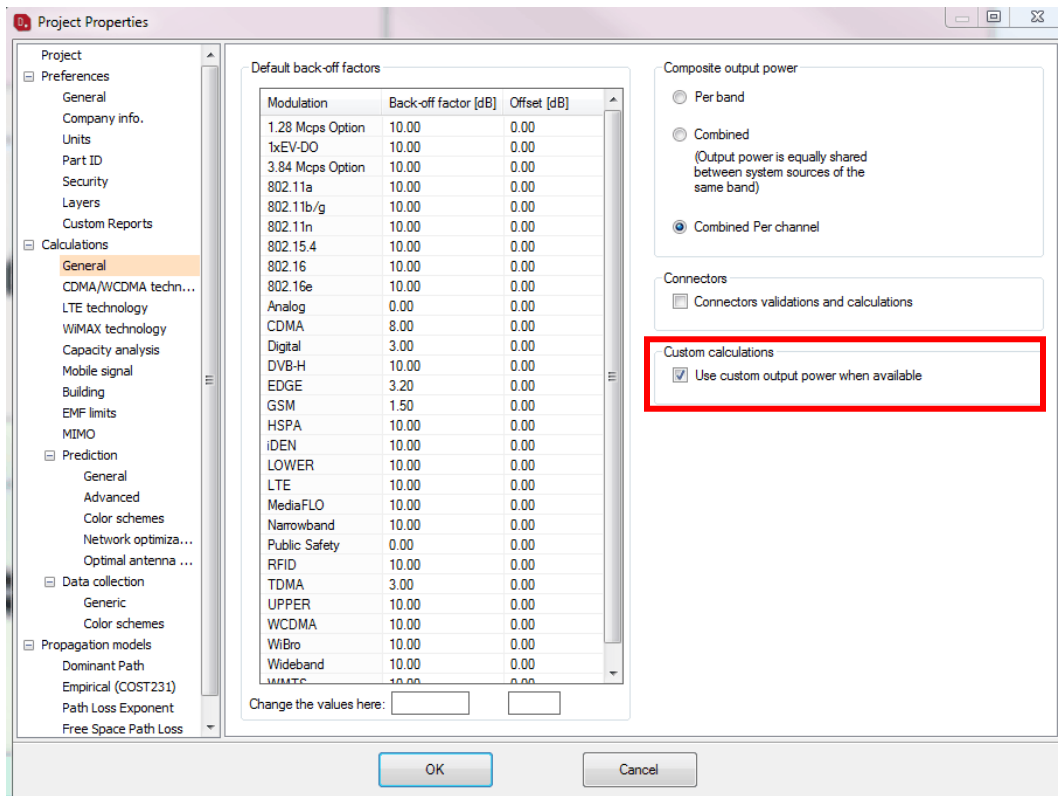 Project Properties
Project
Preferences
General
Company info.
Units
Part ID
Security
Layers
Custom Reports
Calculations
General
CDMA/WCDMA techn...
LTE technology
WiMAX technology
Capacity analysis
Mobile signal
Building
EMF limits
MIMO
Prediction
General
Advanced
Color schemes
Network optimiza...
Optimal antenna ...
Data collection
Generic
Color schemes
Propagation models
Dominant Path
Empirical (COST231)
Path Loss Exponent
Free Space Path Loss
Default back-off factors
Modulation Back-off factor [dB] Offset [dB]
1.28 Mcps Option 10.00 0.00
1xEV-DO 10.00 0.00
3.84 Mcps Option 10.00 0.00
802.11a 10.00 0.00
802.11b/g 10.00 0.00
802.11n 10.00 0.00
802.15.4 10.00 0.00
802.16 10.00 0.00
802.16e 10.00 0.00
Analog 0.00 0.00
CDMA 8.00 0.00
Digital 3.00 0.00
DVB-H 10.00 0.00
EDGE 3.20 0.00
GSM 1.50 0.00
HSPA 10.00 0.00
iDEN 10.00 0.00
LOWER 10.00 0.00
LTE 10.00 0.00
MediaFLO 10.00 0.00
Narrowband 10.00 0.00
Public Safety 0.00 0.00
RFID 10.00 0.00
TDMA 3.00 0.00
UPPER 10.00 0.00
WCDMA 10.00 0.00
WiBro 10.00 0.00
Wideband 10.00 0.00
WMTS 10.00 0.00
Change the values here:
Composite output power
Per band
Combined
(Output power is equally shared
between system sources of the
same band)
Combined Per channel
Connectors
Connectors validations and calculations
Custom calculations
Use custom output power when available
OK
Cancel